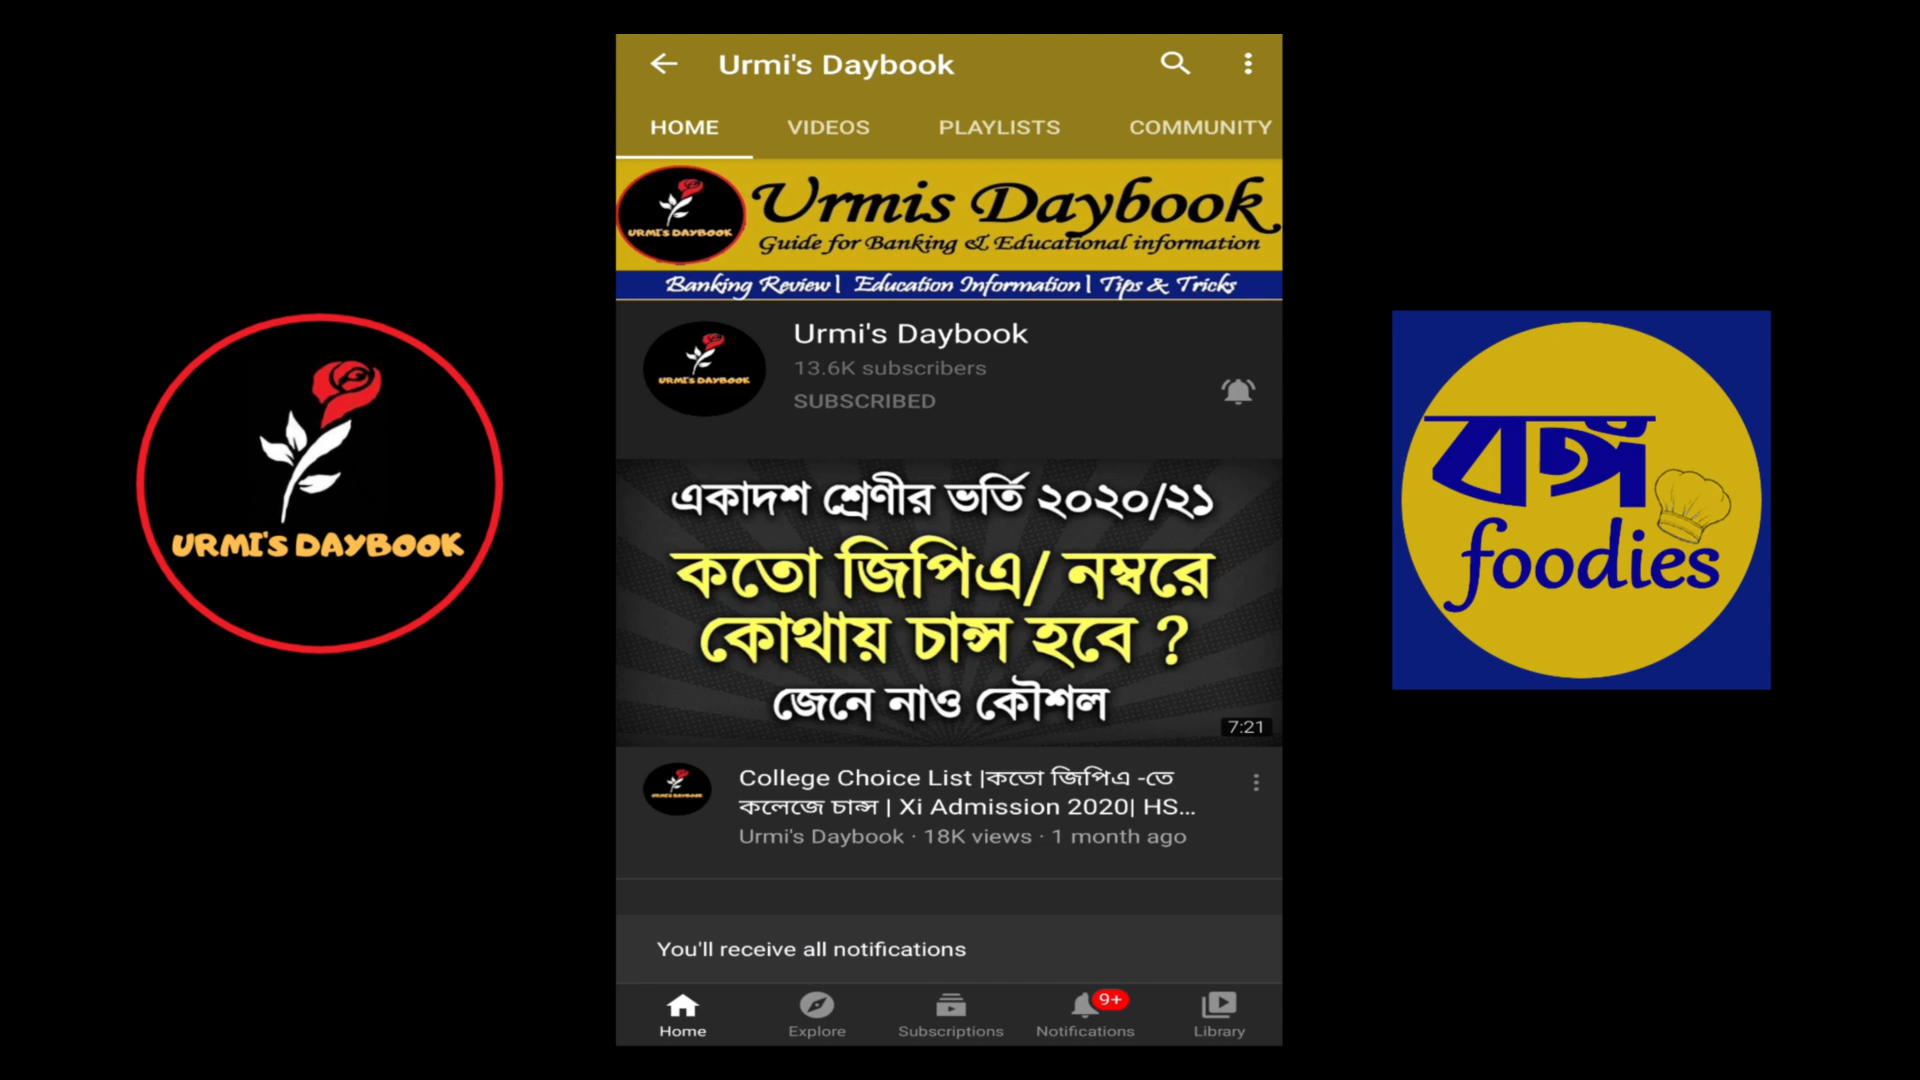 Urmi's Daybook
HOME VIDEOS PLAYLISTS COMMUNITY
URMI'S DAYBOOK
Urmis Daybook
Guide for Banking & Educational information
Banking Review| Education Information| Tips & Tricks
URMI'S DAYBOOK
Urmi's Daybook
13.6K subscribers
SUBSCRIBED
একাদশ শ্রেণীর ভর্তি ২০২০/২১
কতো জিপিএ/ নম্বরে
কোথায় চান্স হবে ?
জেনে নাও কৌশল
7:21
College Choice List |কতো জিপিএ -তে
কলেজে চান্স | Xi Admission 2020| HS...
Urmi's Daybook · 18K views · 1 month ago
You'll receive all notifications
9+
Home Explore Subscriptions Notifications Library
URMI'S DAYBOOK
বঙ্গ
foodies